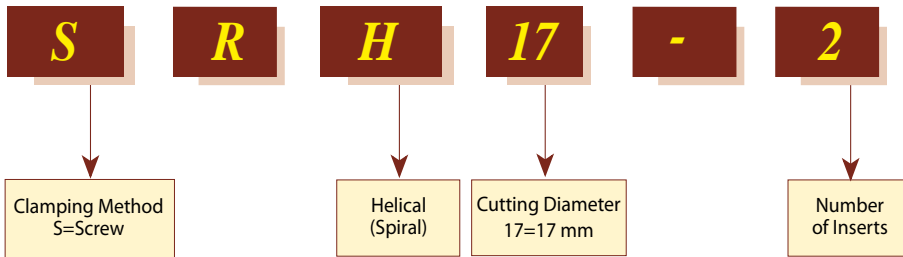 S R H 17 - 2
Clamping Method
S=Screw
Helical
(Spiral)
Cutting Diameter
17=17 mm
Number
of Inserts